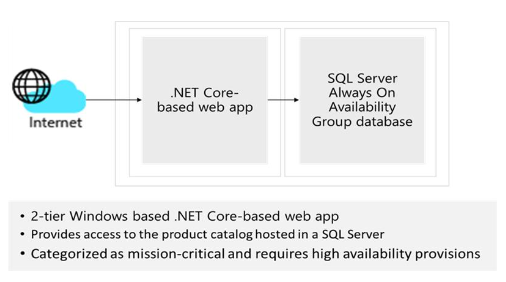 Internet
.NET Core-
based web app
SQL Server
Always On
Availability
Group database
• 2-tier Windows based .NET Core-based web app
• Provides access to the product catalog hosted in a SQL Server
• Categorized as mission-critical and requires high availability provisions